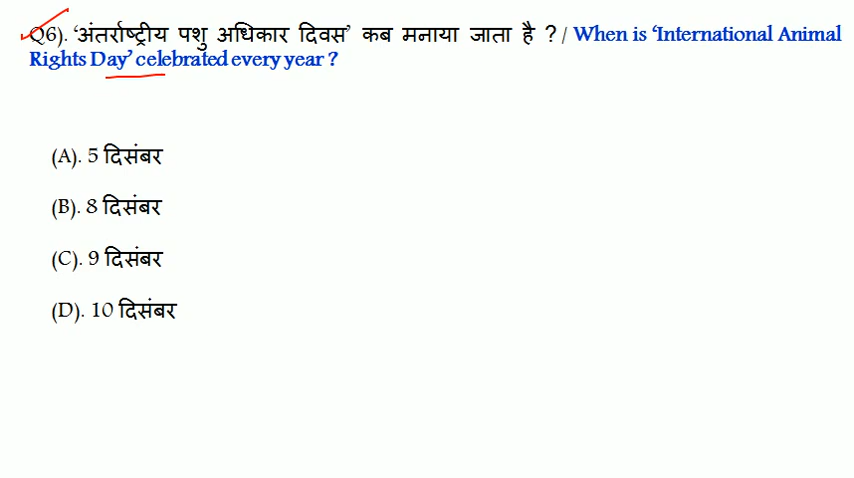 Q6). ‘अंतर्राष्ट्रीय पशु अधिकार दिवस’ कब मनाया जाता है ? / When is ‘International Animal
Rights Day’ celebrated every year ?
(A). 5 दिसंबर
(B). 8 दिसंबर
(C). 9 दिसंबर
(D). 10 दिसंबर